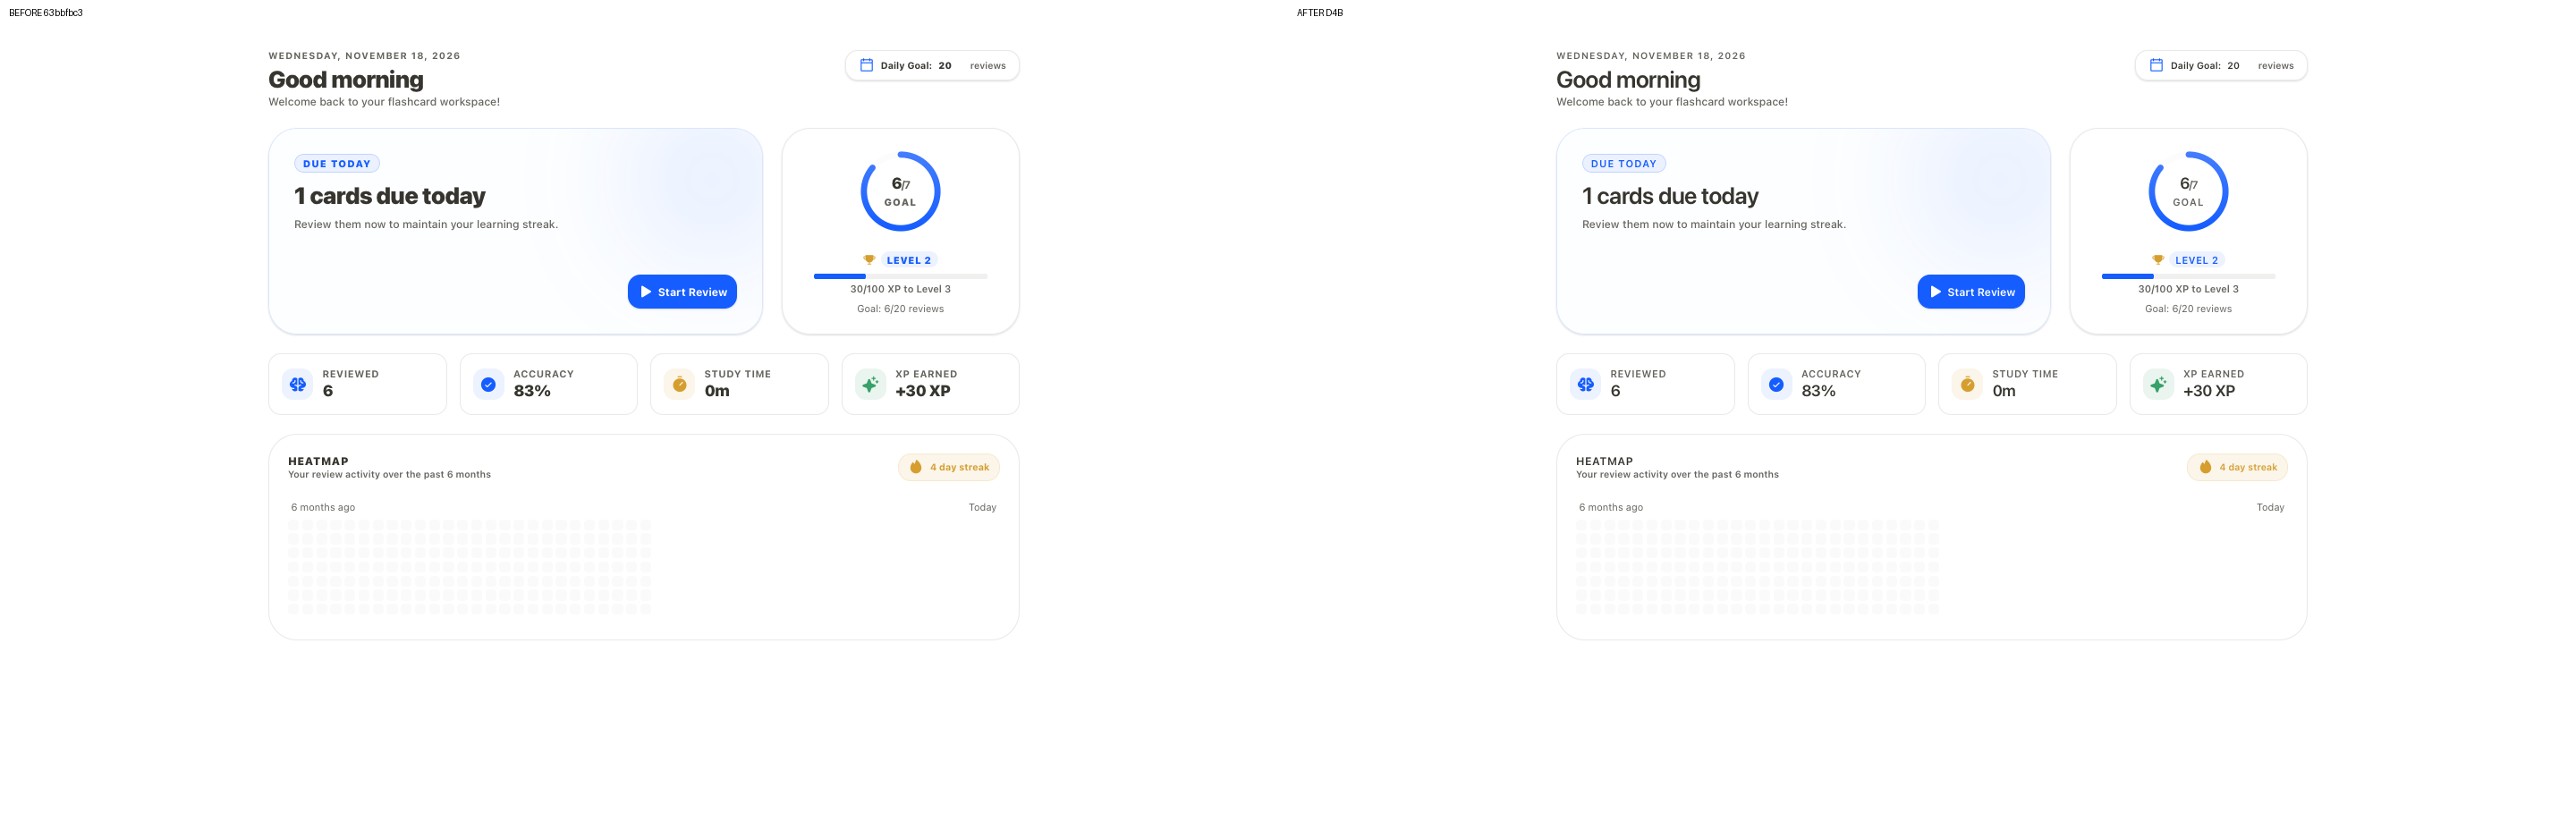 BEFORE 63bbfbc3
WEDNESDAY, NOVEMBER 18, 2026
Good morning
Welcome back to your flashcard workspace!
Daily Goal: 20 reviews
DUE TODAY
1 cards due today
Review them now to maintain your learning streak.
Start Review
6/7
GOAL
LEVEL 2
30/100 XP to Level 3
Goal: 6/20 reviews
REVIEWED
6
ACCURACY
83%
STUDY TIME
0m
XP EARNED
+30 XP
HEATMAP
Your review activity over the past 6 months
4 day streak
6 months ago
Today
AFTER D4B
WEDNESDAY, NOVEMBER 18, 2026
Good morning
Welcome back to your flashcard workspace!
Daily Goal: 20 reviews
DUE TODAY
1 cards due today
Review them now to maintain your learning streak.
Start Review
6/7
GOAL
LEVEL 2
30/100 XP to Level 3
Goal: 6/20 reviews
REVIEWED
6
ACCURACY
83%
STUDY TIME
0m
XP EARNED
+30 XP
HEATMAP
Your review activity over the past 6 months
4 day streak
6 months ago
Today